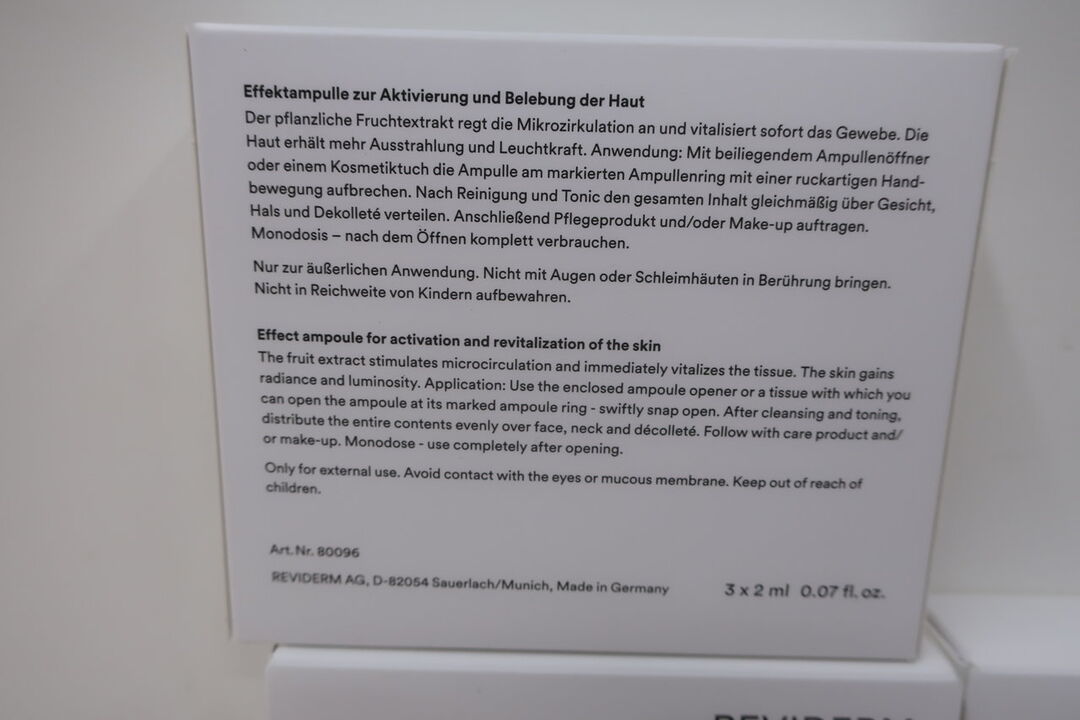 Effektampulle zur Aktivierung und Belebung der Haut
Der pflanzliche Fruchtextrakt regt die Mikrozirkulation an und vitalisiert sofort das Gewebe. Die
Haut erhält mehr Ausstrahlung und Leuchtkraft. Anwendung: Mit beiliegendem Ampullenöffner
oder einem Kosmetiktuch die Ampulle am markierten Ampullenring mit einer ruckartigen Hand-
bewegung aufbrechen. Nach Reinigung und Tonic den gesamten Inhalt gleichmäßig über Gesicht,
Hals und Dekolleté verteilen. Anschließend Pflegeprodukt und/oder Make-up auftragen.
Monodosis – nach dem Öffnen komplett verbrauchen.
Nur zur äußerlichen Anwendung. Nicht mit Augen oder Schleimhäuten in Berührung bringen.
Nicht in Reichweite von Kindern aufbewahren.
Effect ampoule for activation and revitalization of the skin
The fruit extract stimulates microcirculation and immediately vitalizes the tissue. The skin gains
radiance and luminosity. Application: Use the enclosed ampoule opener or a tissue with which you
can open the ampoule at its marked ampoule ring - swiftly snap open. After cleansing and toning,
distribute the entire contents evenly over face, neck and décolleté. Follow with care product and/
or make-up. Monodose - use completely after opening.
Only for external use. Avoid contact with the eyes or mucous membrane. Keep out of reach of
children.
Art. Nr. 80096
REVIDERM AG, D-82054 Sauerlach/Munich, Made in Germany
3 x 2 ml 0.07 fl. oz.
REVIDERM